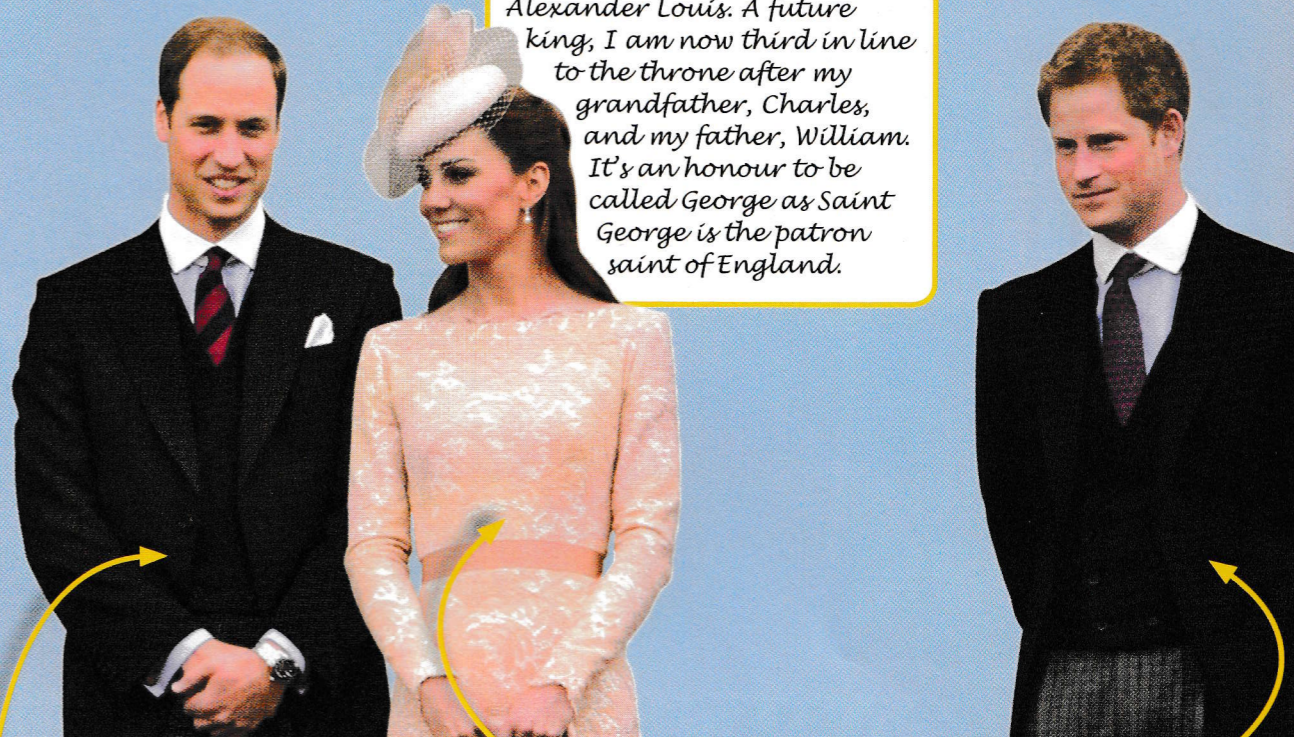 Alexander Louis. A future
king, I am now third in line
to the throne after my
grandfather, Charles,
and my father, William.
It's an honour to be
called George as Saint
George is the patron
saint of England.